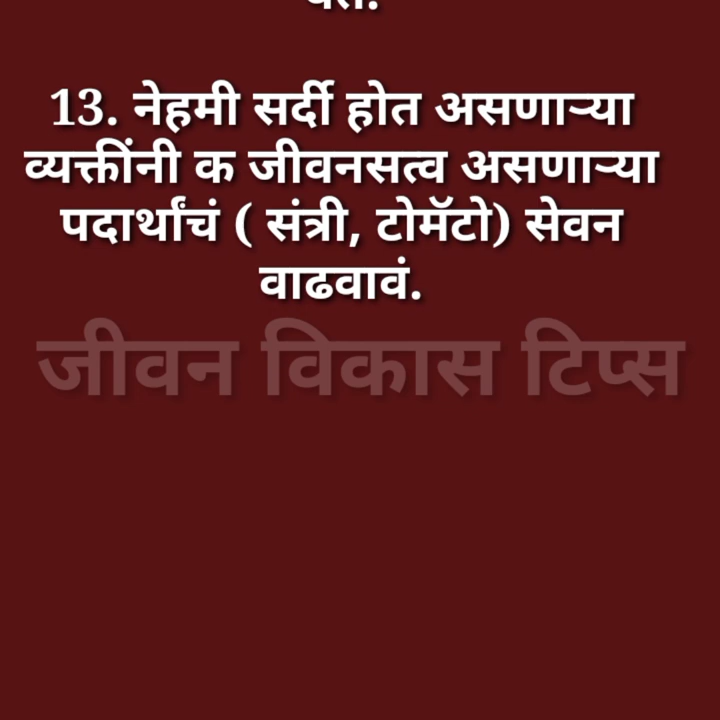 13. नेहमी सर्दी होत असणाऱ्या
व्यक्तींनी क जीवनसत्व असणाऱ्या
पदार्थांचं ( संत्री, टोमॅटो) सेवन
वाढवावं.
जीवन विकास टिप्स